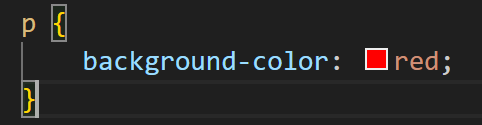 p {
    background-color: red;
}